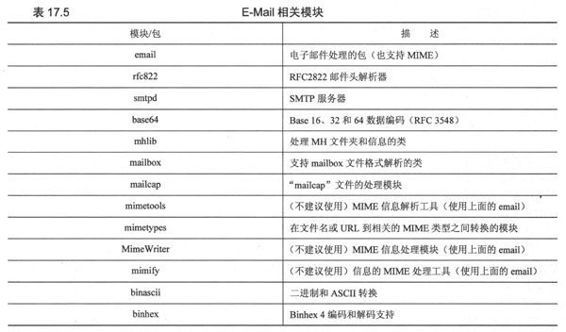 表 17.5 E-Mail 相关模块
模块/包 描 述
email 电子邮件处理的包（也支持 MIME）
rfc822 RFC2822 邮件头解析器
smtpd SMTP 服务器
base64 Base 16、32 和 64 数据编码（RFC 3548）
mhlib 处理 MH 文件夹和信息的类
mailbox 支持 mailbox 文件格式解析的类
mailcap “mailcap”文件的处理模块
mimetools （不建议使用）MIME 信息解析工具（使用上面的 email）
mimetypes 在文件名或 URL 到相关的 MIME 类型之间转换的模块
MimeWriter （不建议使用）MIME 信息处理模块（使用上面的 email）
mimify （不建议使用）信息的 MIME 处理工具（使用上面的 email）
binascii 二进制和 ASCII 转换
binhex Binhex 4 编码和解码支持